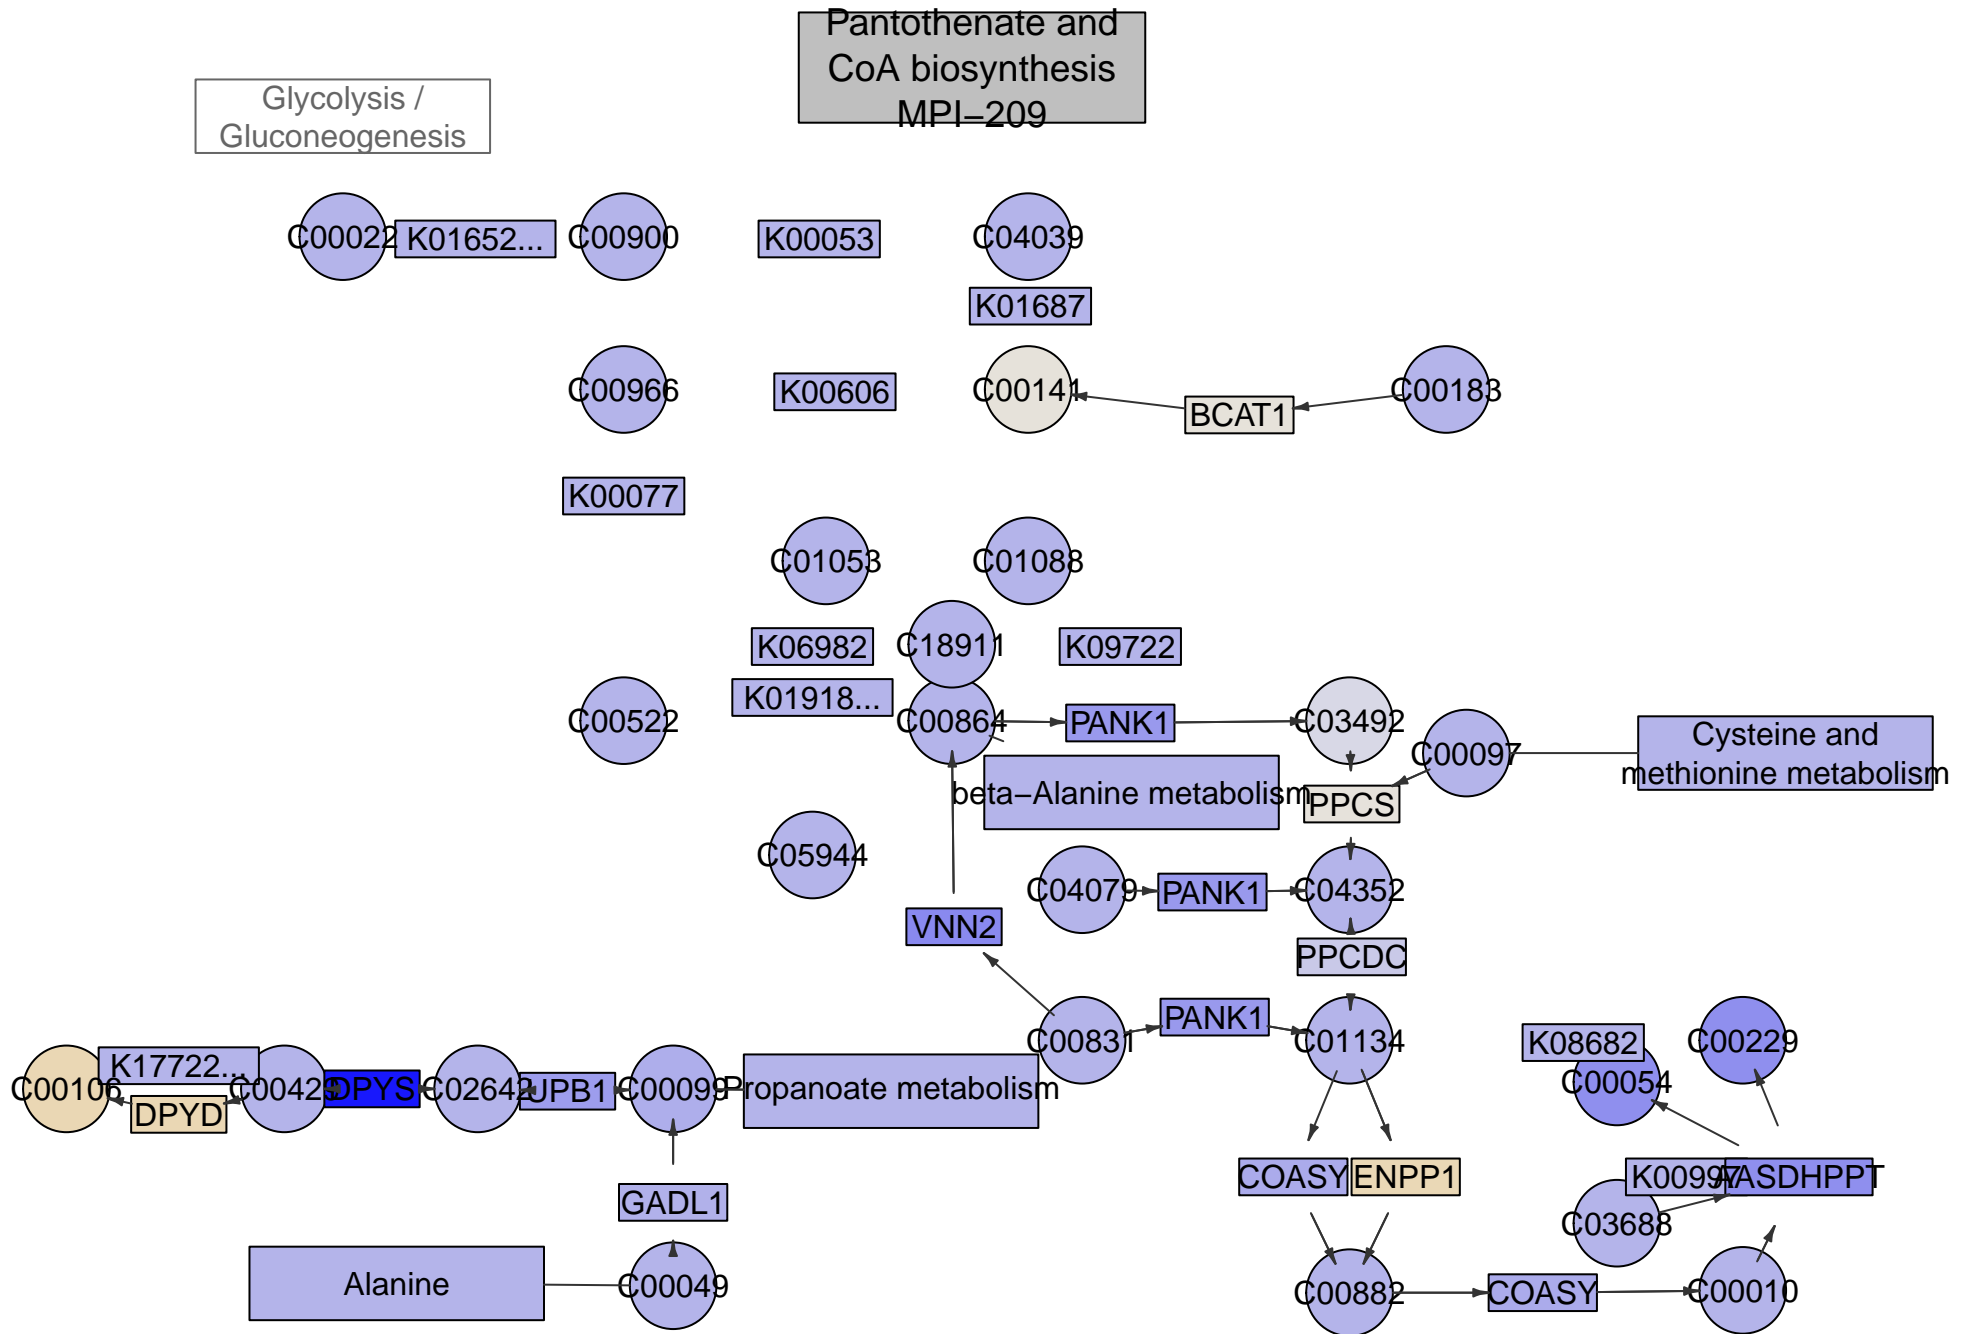 Pantothenate and
CoA biosynthesis
MPI–209
Glycolysis /
Gluconeogenesis
C00022
K01652...
C00900
K00053
C04039
K01687
C00966
K00606
C00141
BCAT1
C00183
K00077
C01053
C01088
K06982
C18911
K09722
K01918...
C00522
C00864
PANK1
C03492
C00097
Cysteine and
methionine metabolism
beta–Alanine metabolism
PPCS
C05944
C04079
PANK1
C04352
VNN2
PPCDC
C00831
PANK1
C01134
K08682
C00229
C00054
K17722...
C00106
DPYD
DPYS
C02642
UPB1
C00099
Propanoate metabolism
COASY
ENPP1
K00997
AASDHPPT
GADL1
C03688
Alanine
C00049
C00882
COASY
C00010